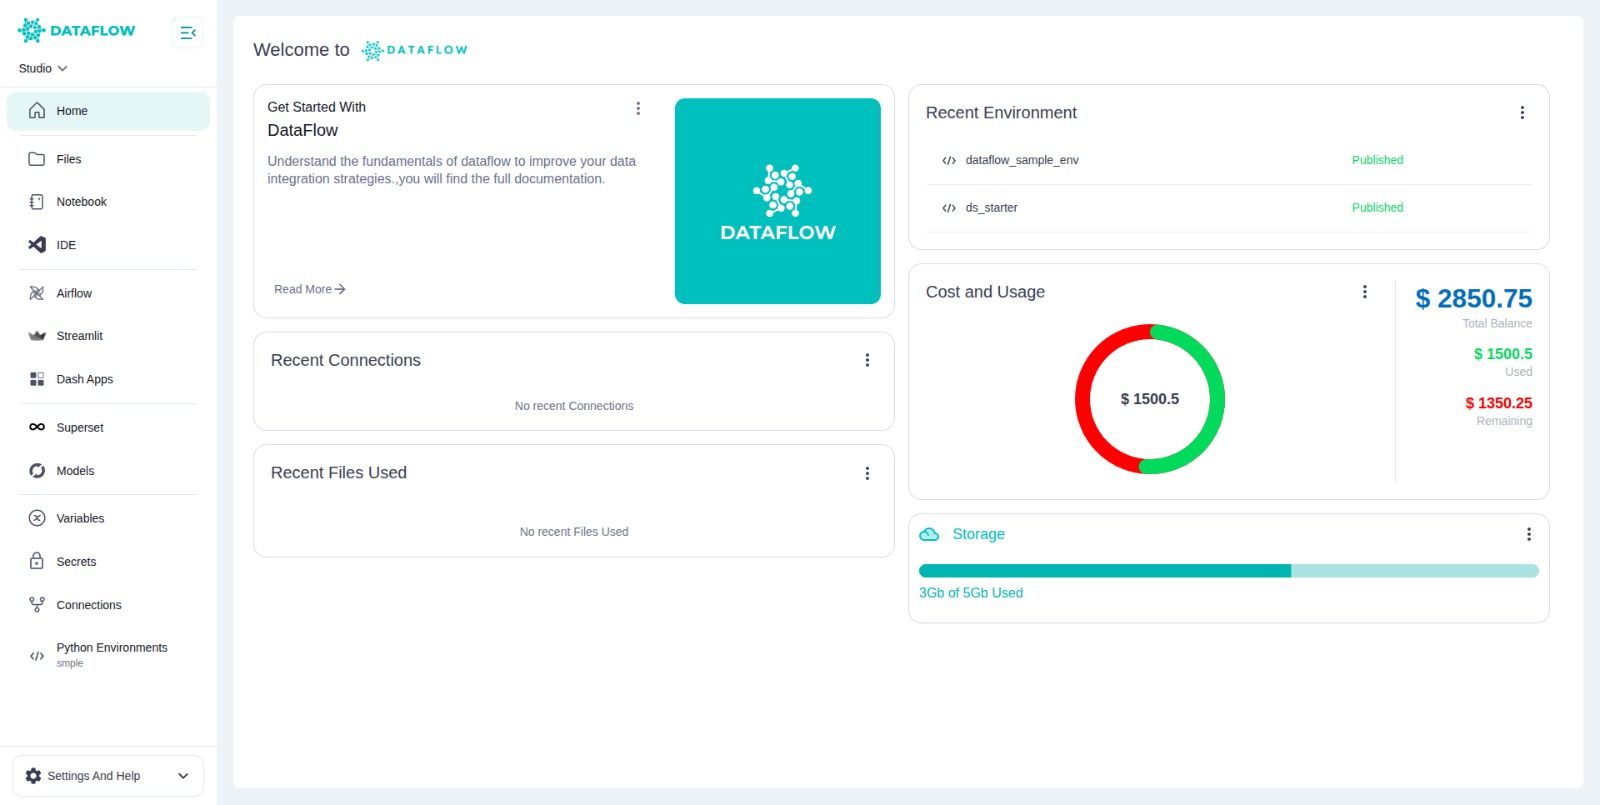 DATAFLOW
Studio
Home
Files
Notebook
IDE
Airflow
Streamlit
Dash Apps
Superset
Models
Variables
Secrets
Connections
Python Environments
smple
Settings And Help
Welcome to DATAFLOW
Get Started With
DataFlow
Understand the fundamentals of dataflow to improve your data
integration strategies.,you will find the full documentation.
Read More
DATAFLOW
Recent Connections
No recent Connections
Recent Files Used
No recent Files Used
Recent Environment
dataflow_sample_env Published
ds_starter Published
Cost and Usage
$ 1500.5
$ 2850.75
Total Balance
$ 1500.5
Used
$ 1350.25
Remaining
Storage
3Gb of 5Gb Used